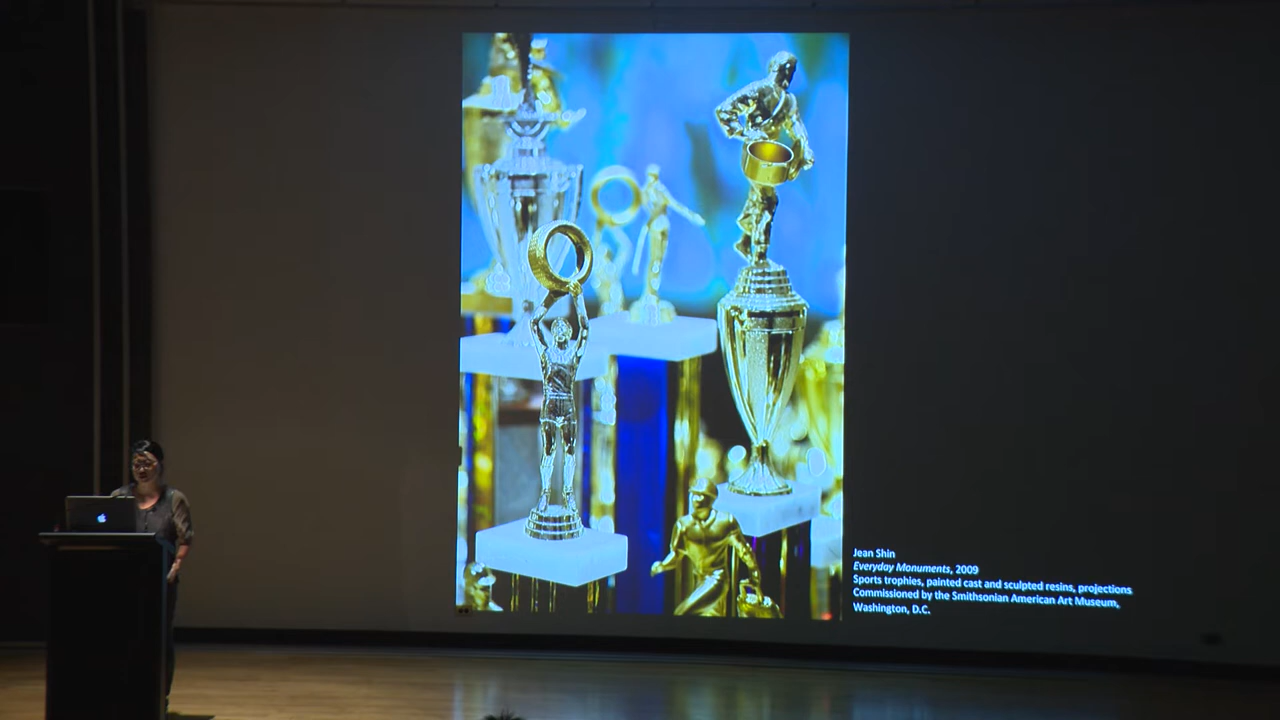 Jean Shin
Everyday Monuments, 2009
Sports trophies, painted cast and sculpted resins, projections
Commissioned by the Smithsonian American Art Museum,
Washington, D.C.